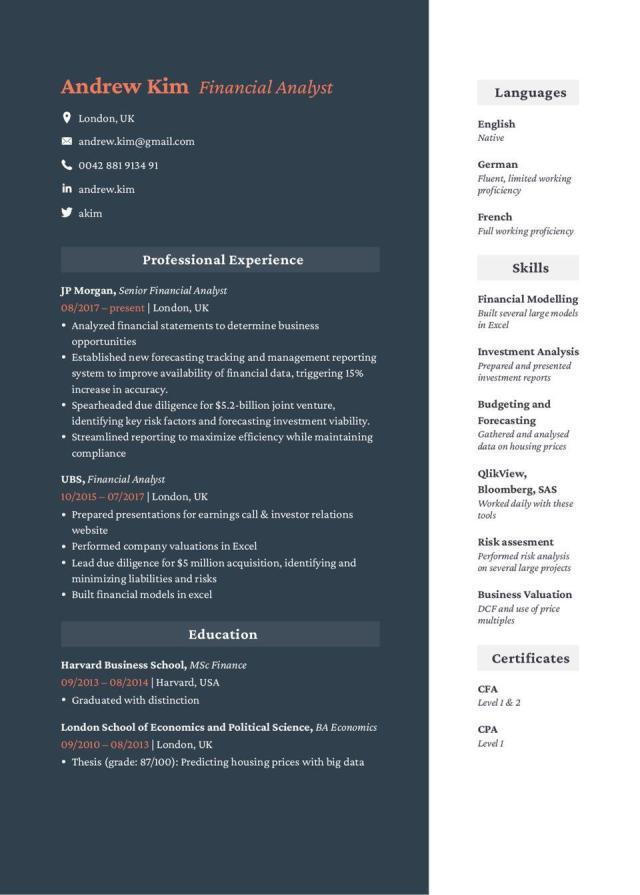 Andrew Kim Financial Analyst
London, UK
andrew.kim@gmail.com
0042 881 9134 91
andrew.kim
akim
Professional Experience
JP Morgan, Senior Financial Analyst
08/2017 – present | London, UK
• Analyzed financial statements to determine business
opportunities
• Established new forecasting tracking and management reporting
system to improve availability of financial data, triggering 15%
increase in accuracy.
• Spearheaded due diligence for $5.2-billion joint venture,
identifying key risk factors and forecasting investment viability.
• Streamlined reporting to maximize efficiency while maintaining
compliance
UBS, Financial Analyst
10/2015 – 07/2017 | London, UK
• Prepared presentations for earnings call & investor relations
website
• Performed company valuations in Excel
• Lead due diligence for $5 million acquisition, identifying and
minimizing liabilities and risks
• Built financial models in excel
Education
Harvard Business School, MSc Finance
09/2013 – 08/2014 | Harvard, USA
• Graduated with distinction
London School of Economics and Political Science, BA Economics
09/2010 – 08/2013 | London, UK
• Thesis (grade: 87/100): Predicting housing prices with big data
Languages
English
Native
German
Fluent, limited working
proficiency
French
Full working proficiency
Skills
Financial Modelling
Built several large models
in Excel
Investment Analysis
Prepared and presented
investment reports
Budgeting and
Forecasting
Gathered and analysed
data on housing prices
QlikView,
Bloomberg, SAS
Worked daily with these
tools
Risk assesment
Performed risk analysis
on several large projects
Business Valuation
DCF and use of price
multiples
Certificates
CFA
Level 1 & 2
CPA
Level 1